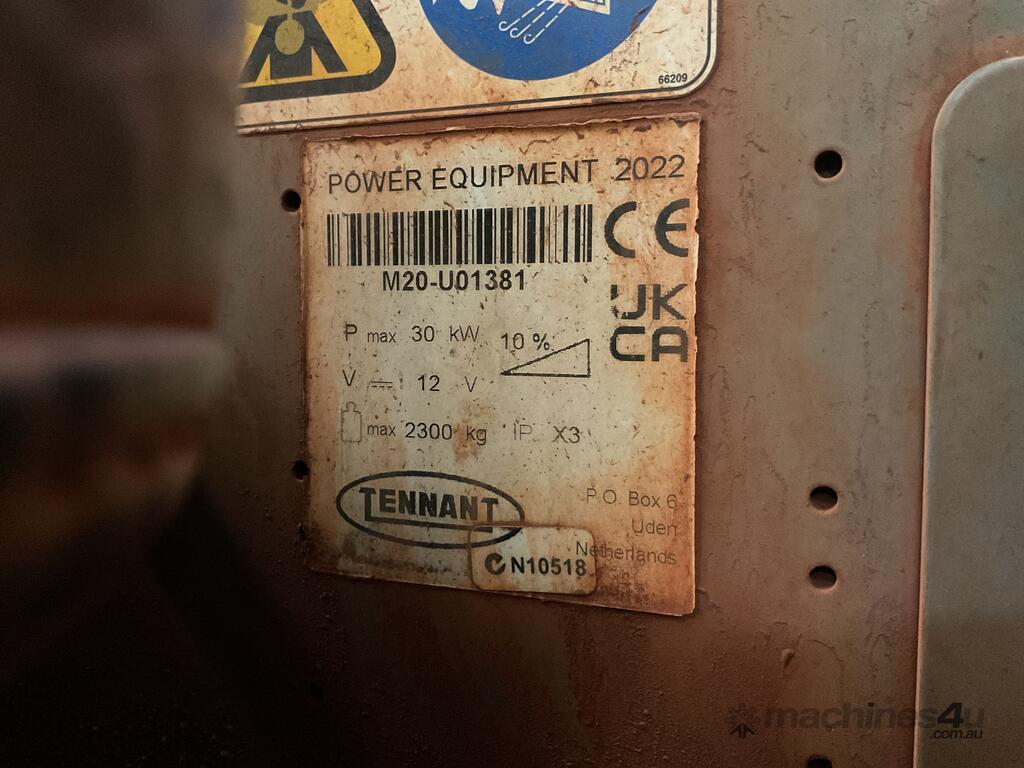 66209
POWER EQUIPMENT 2022
CE
M20-U01381
UK
CA
P max 30 kW 10 %
V 12 V
max 2300 kg IP X3
TENNANT
P.O. Box 6
Uden
Netherlands
N10518
machines4u
.com.au